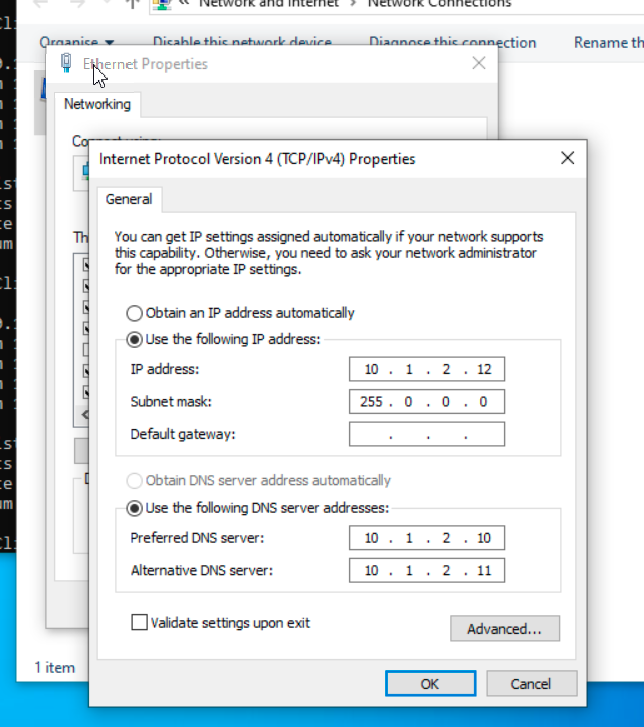 Network and Internet > Network Connections
Organise Disable this network device Diagnose this connection Rename th
Ethernet Properties
Networking
Internet Protocol Version 4 (TCP/IPv4) Properties
General
You can get IP settings assigned automatically if your network supports
this capability. Otherwise, you need to ask your network administrator
for the appropriate IP settings.
Obtain an IP address automatically
Use the following IP address:
IP address: 10 . 1 . 2 . 12
Subnet mask: 255 . 0 . 0 . 0
Default gateway: . . .
Obtain DNS server address automatically
Use the following DNS server addresses:
Preferred DNS server: 10 . 1 . 2 . 10
Alternative DNS server: 10 . 1 . 2 . 11
Validate settings upon exit
Advanced...
1 item
OK Cancel